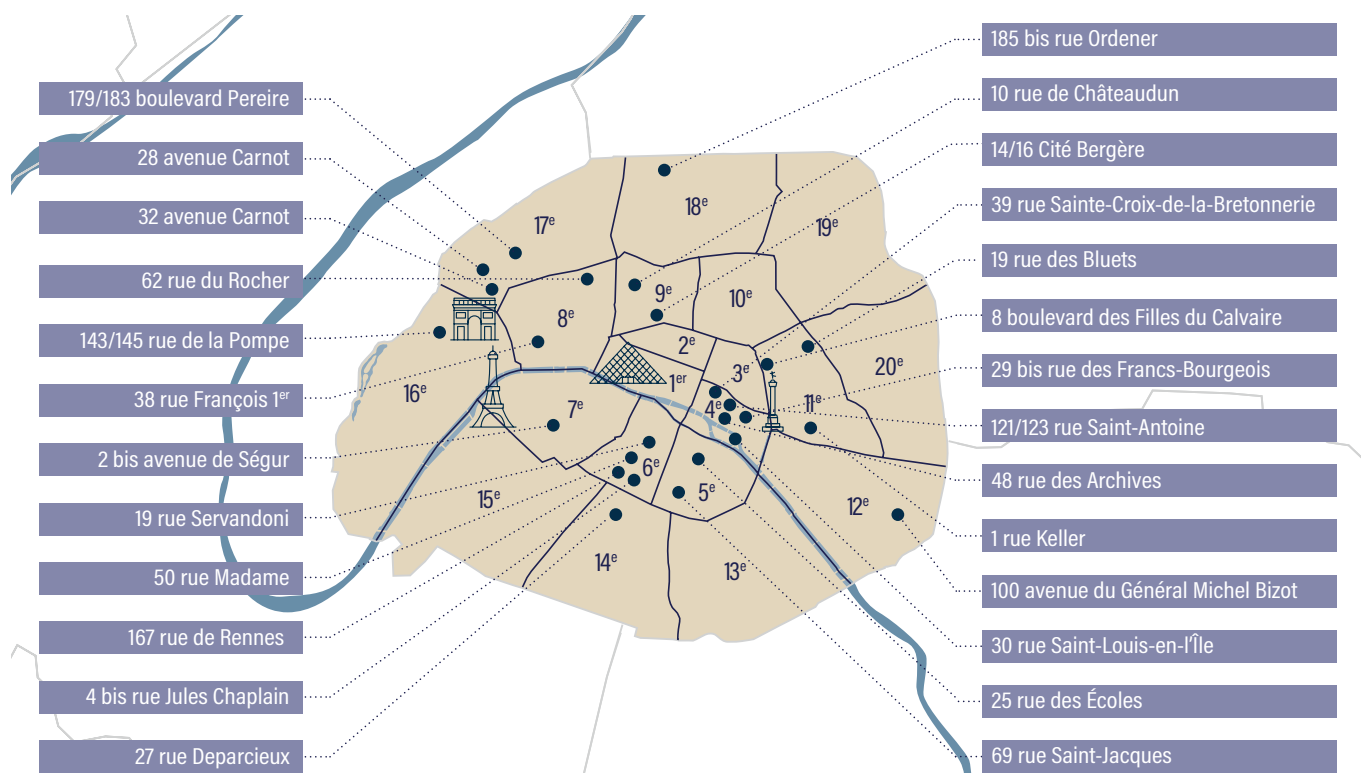 179/183 boulevard Pereire
28 avenue Carnot
32 avenue Carnot
62 rue du Rocher
143/145 rue de la Pompe
38 rue François 1er
2 bis avenue de Ségur
19 rue Servandoni
50 rue Madame
167 rue de Rennes
4 bis rue Jules Chaplain
27 rue Deparcieux
17e
18e
19e
9e
10e
8e
2e
1er
3e
20e
16e
7e
4e
11e
6e
5e
15e
12e
14e
13e
185 bis rue Ordener
10 rue de Châteaudun
14/16 Cité Bergère
39 rue Sainte-Croix-de-la-Bretonnerie
19 rue des Bluets
8 boulevard des Filles du Calvaire
29 bis rue des Francs-Bourgeois
121/123 rue Saint-Antoine
48 rue des Archives
1 rue Keller
100 avenue du Général Michel Bizot
30 rue Saint-Louis-en-l'Île
25 rue des Écoles
69 rue Saint-Jacques